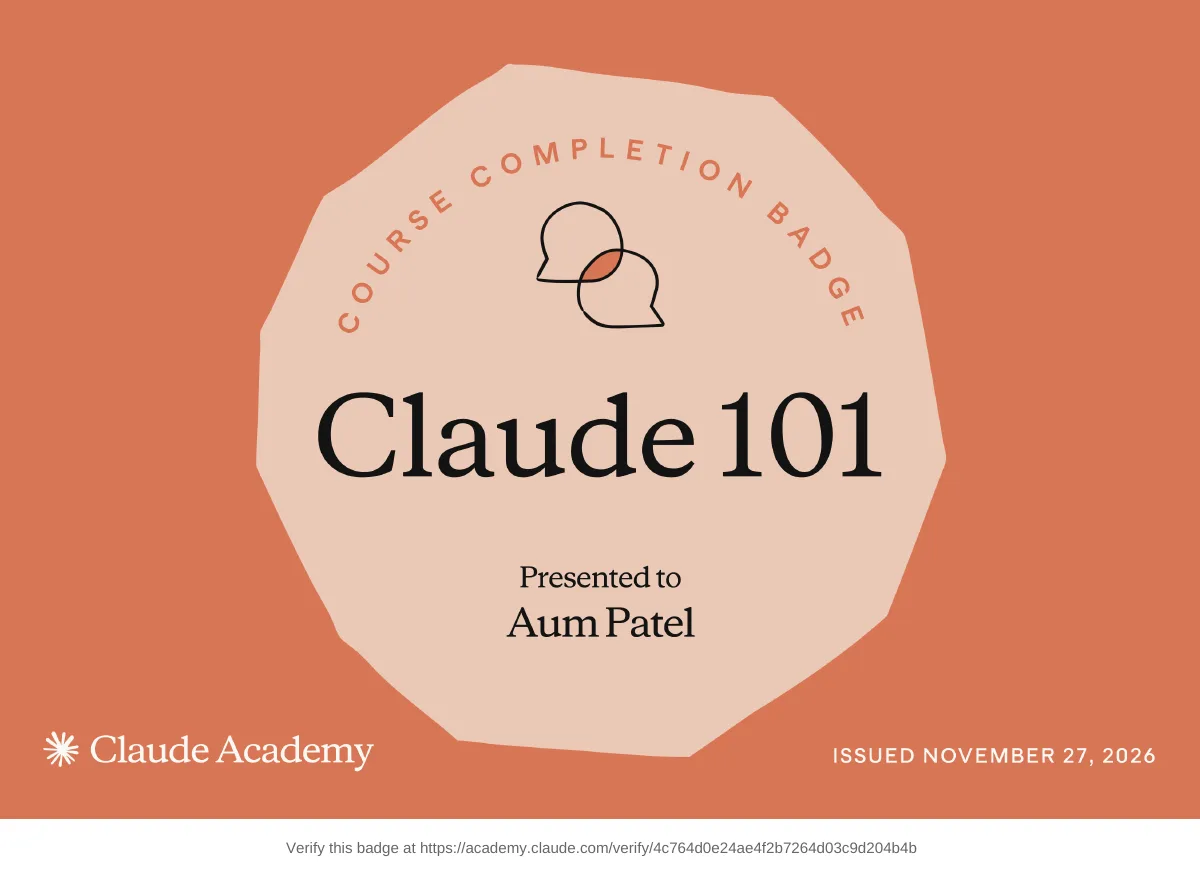 COURSE COMPLETION BADGE
Claude 101
Presented to
Aum Patel
Claude Academy
ISSUED NOVEMBER 27, 2026
Verify this badge at https://academy.claude.com/verify/4c764d0e24ae4f2b7264d03c9d204b4b